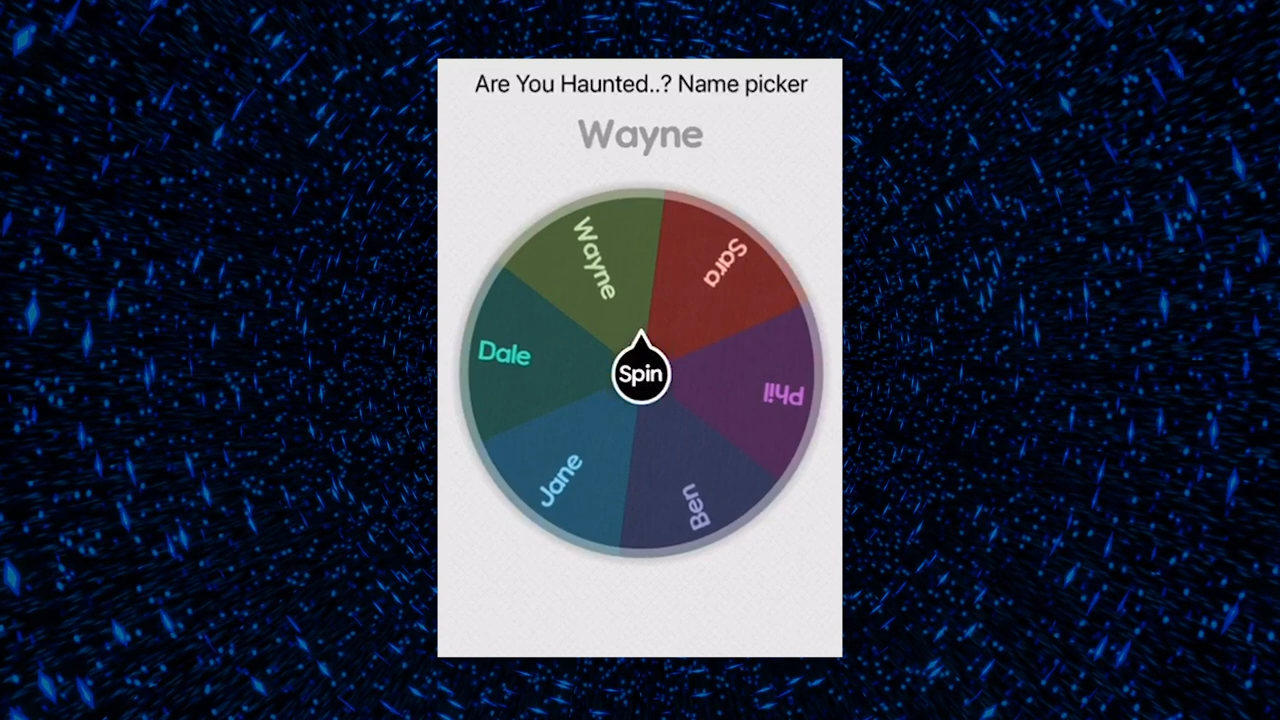 Are You Haunted..? Name picker
Wayne
Wayne
Sara
Dale
Spin
Phil
Jane
Ben